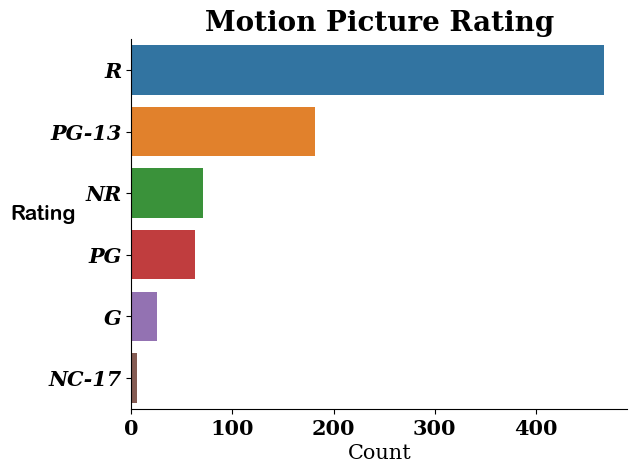 Motion Picture Rating
R
PG-13
NR
Rating
PG
G
NC-17
0 100 200 300 400
Count